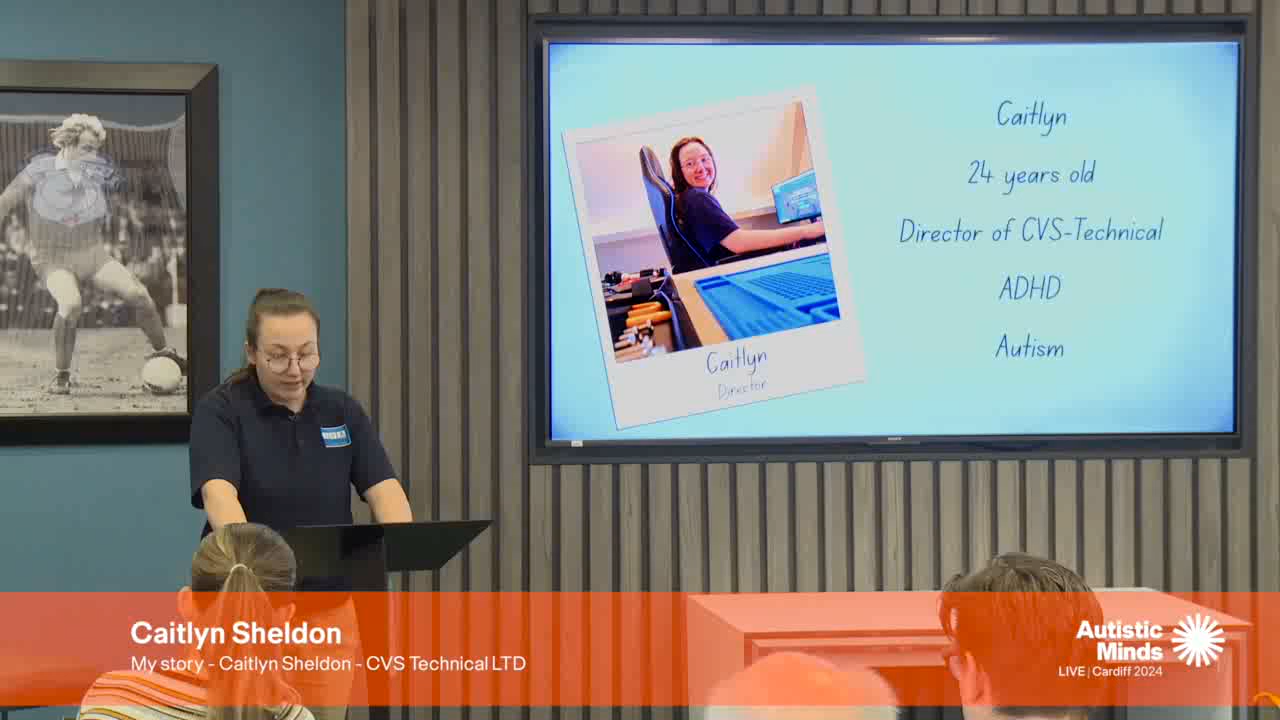 Caitlyn
24 years old
Director of CVS-Technical
ADHD
Autism
Caitlyn
Director
Caitlyn Sheldon
My story - Caitlyn Sheldon - CVS Technical LTD
Autistic
Minds
LIVE | Cardiff 2024